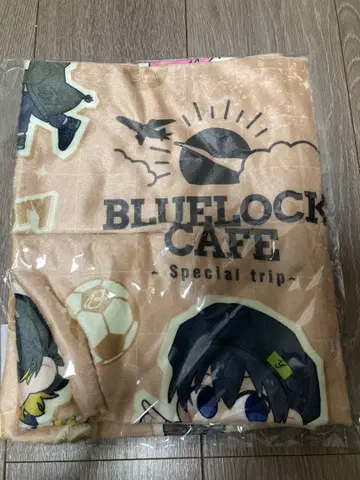 BLUELOCK
CAFE
~ Special trip ~